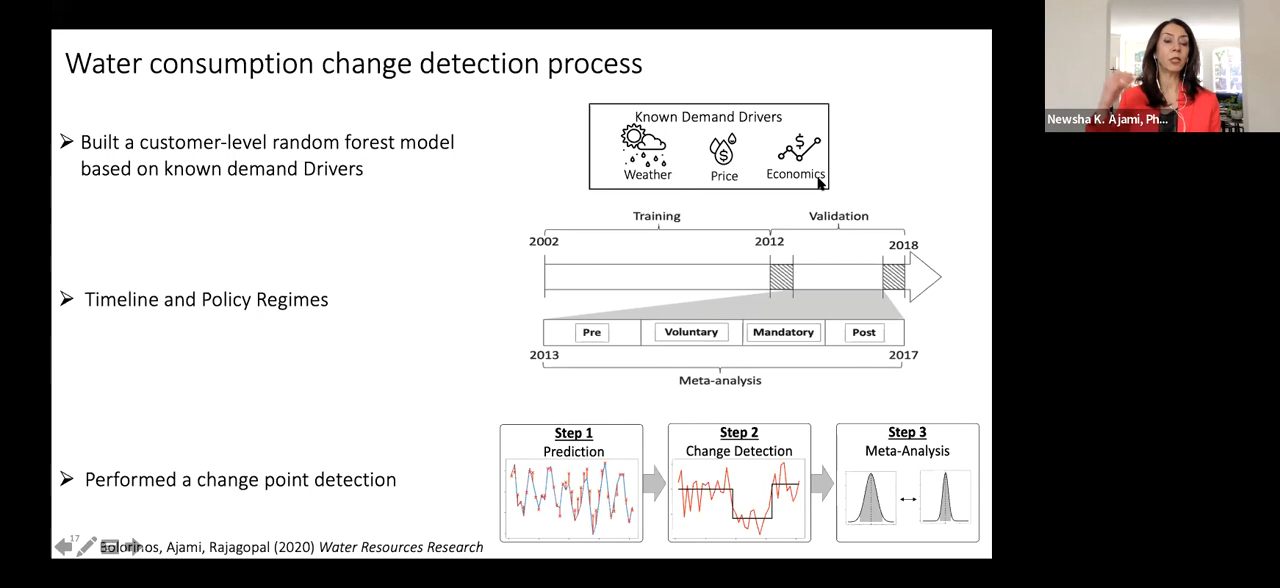 Water consumption change detection process
Newsha K. Ajami, Ph...
Built a customer-level random forest model
based on known demand Drivers
Known Demand Drivers
Weather
Price
Economics
Training
Validation
2002
2012
2018
Timeline and Policy Regimes
Pre
Voluntary
Mandatory
Post
2013
2017
Meta-analysis
Performed a change point detection
Step 1
Prediction
Step 2
Change Detection
Step 3
Meta-Analysis
17
Bolorinos, Ajami, Rajagopal (2020) Water Resources Research